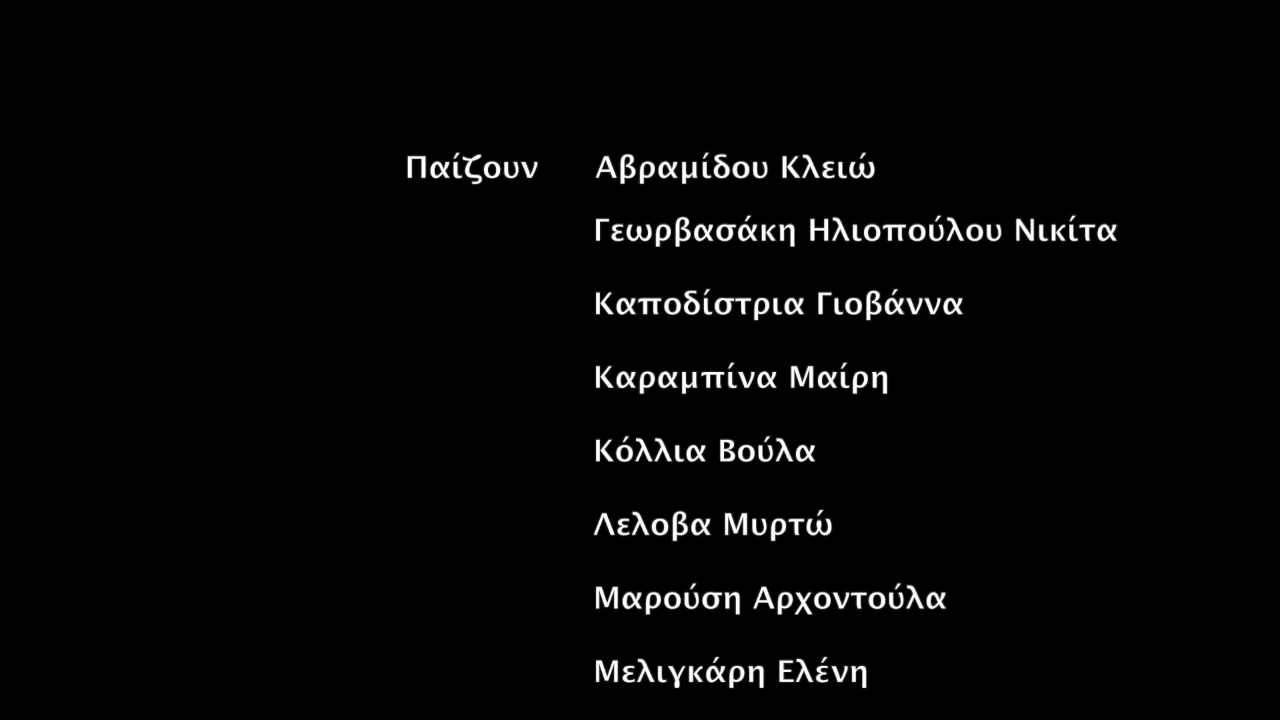 Παίζουν Αβραμίδου Κλειώ
Γεωρβασάκη Ηλιοπούλου Νικίτα
Καποδίστρια Γιοβάννα
Καραμπίνα Μαίρη
Κόλλια Βούλα
Λελοβα Μυρτώ
Μαρούση Αρχοντούλα
Μελιγκάρη Ελένη